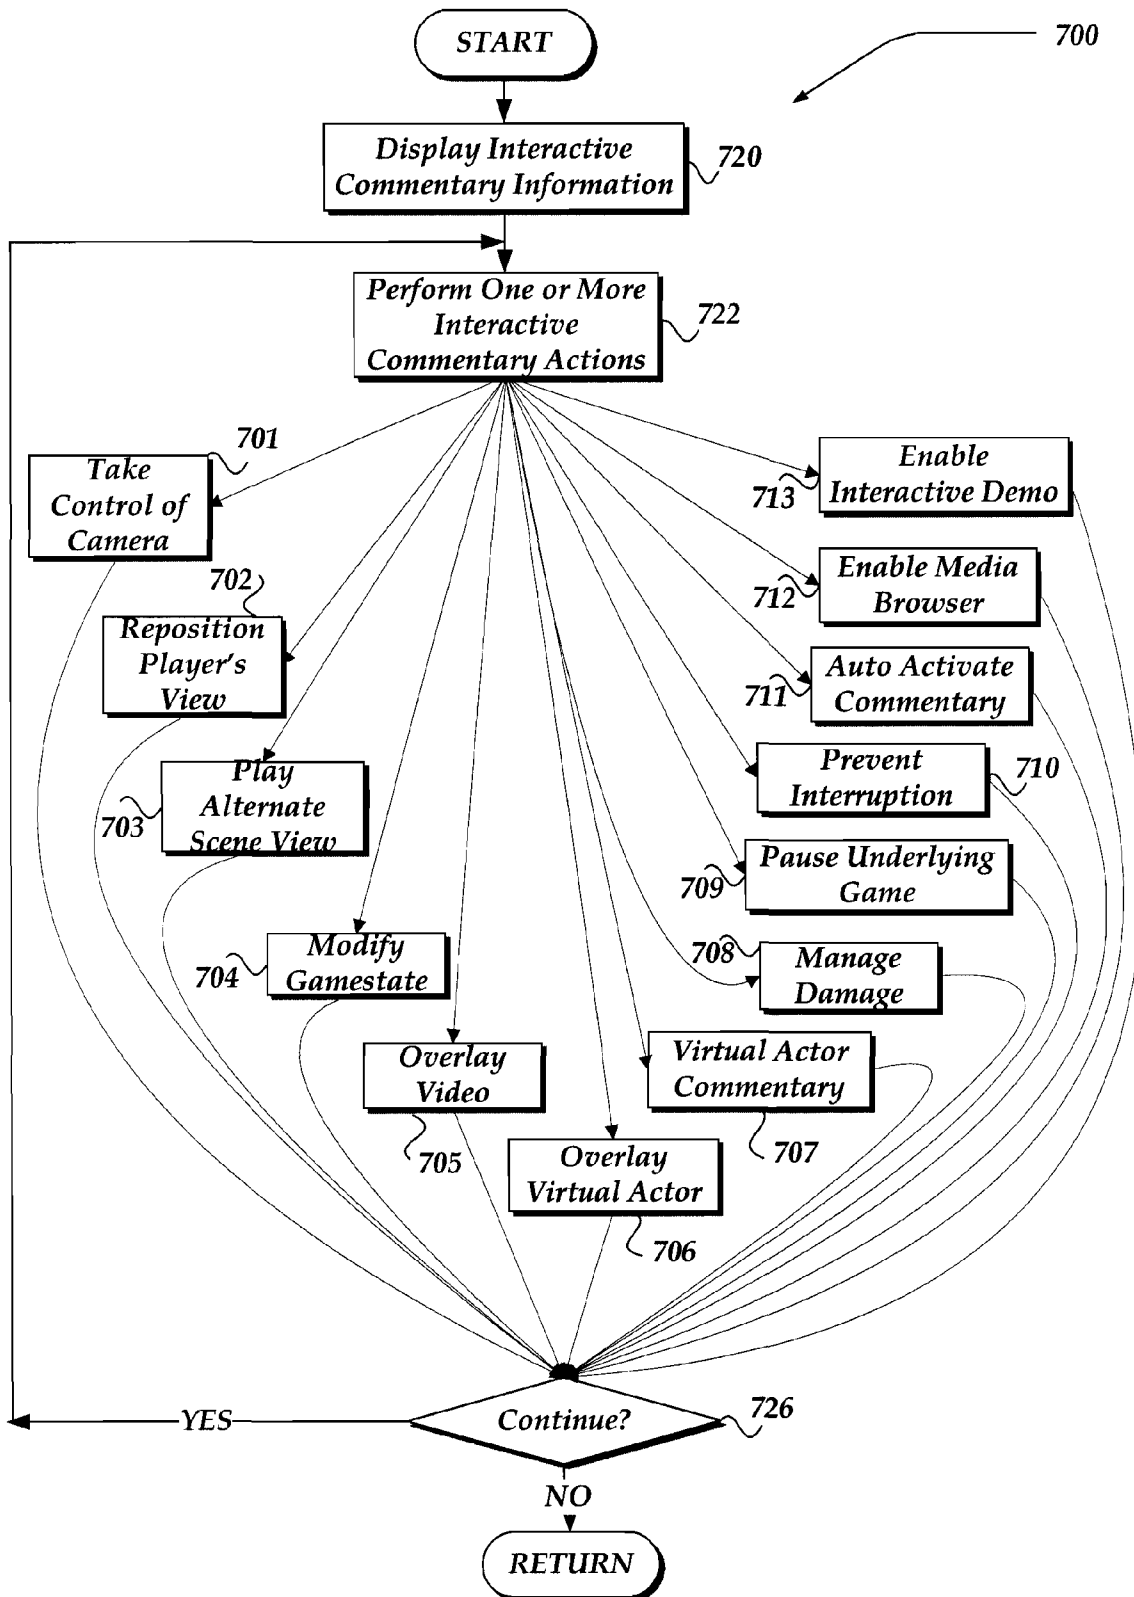 START
700
Display Interactive
Commentary Information
720
Perform One or More
Interactive
Commentary Actions
722
701
Take
Control of
Camera
Enable
Interactive Demo
713
702
Reposition
Player's
View
Enable Media
Browser
712
Auto Activate
Commentary
711
Play
Alternate
Scene View
703
Prevent
Interruption
710
Pause Underlying
Game
709
Modify
Gamestate
704
708
Manage
Damage
Overlay
Video
705
Virtual Actor
Commentary
707
Overlay
Virtual Actor
706
Continue?
726
YES
NO
RETURN